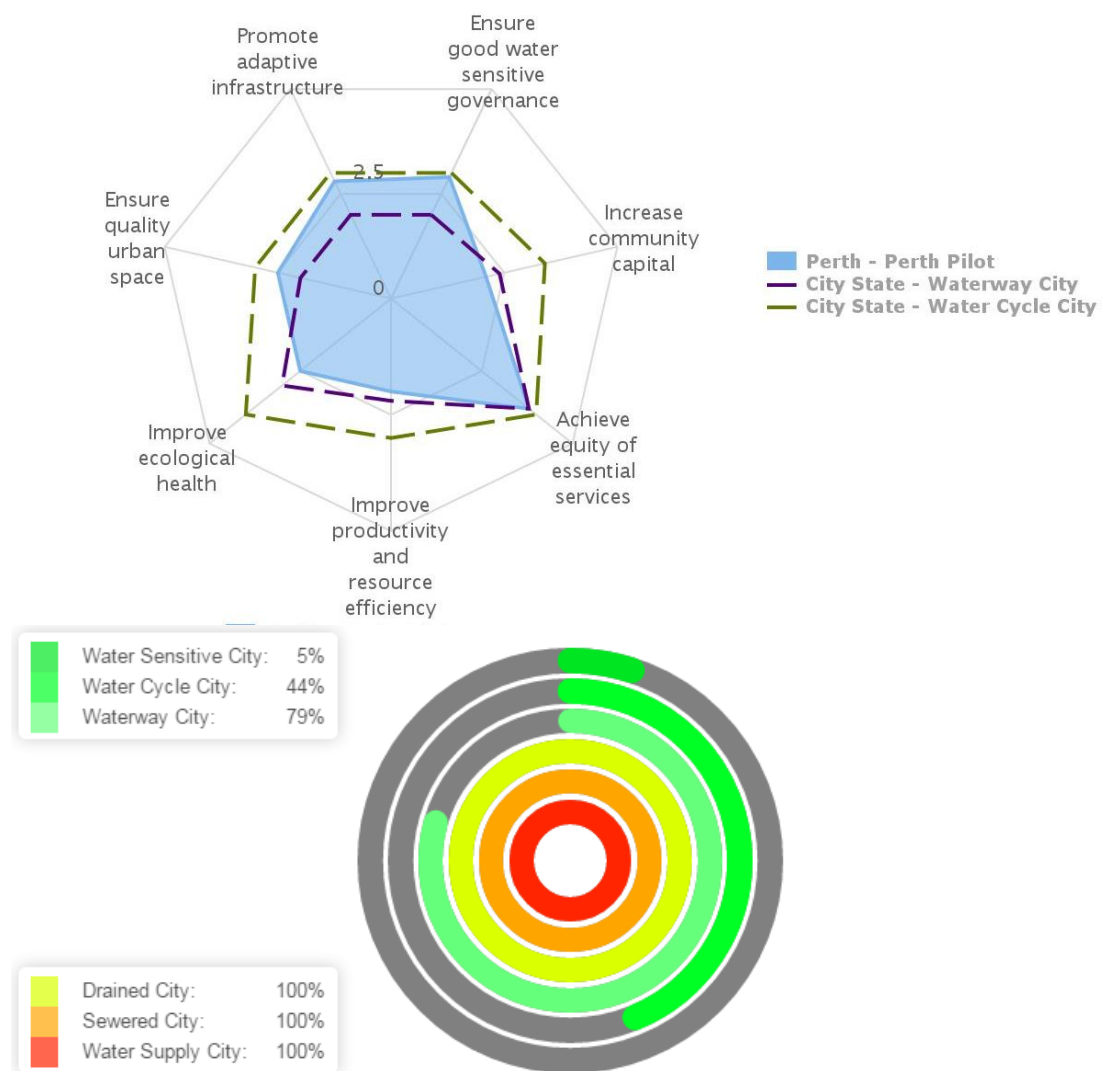 Promote
adaptive
infrastructure
Ensure
good water
sensitive
governance
2.5
Ensure
quality
urban
space
Increase
community
capital
0
Perth - Perth Pilot
City State - Waterway City
City State - Water Cycle City
Improve
ecological
health
Achieve
equity of
essential
services
Improve
productivity
and
resource
efficiency
Water Sensitive City: 5%
Water Cycle City: 44%
Waterway City: 79%
Drained City: 100%
Sewered City: 100%
Water Supply City: 100%